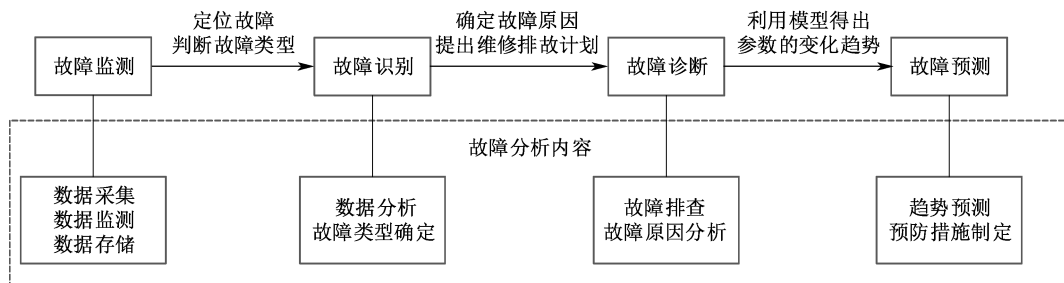 定位故障
判断故障类型
确定故障原因
提出维修排故计划
利用模型得出
参数的变化趋势
故障监测
故障识别
故障诊断
故障预测
故障分析内容
数据采集
数据监测
数据存储
数据分析
故障类型确定
故障排查
故障原因分析
趋势预测
预防措施制定